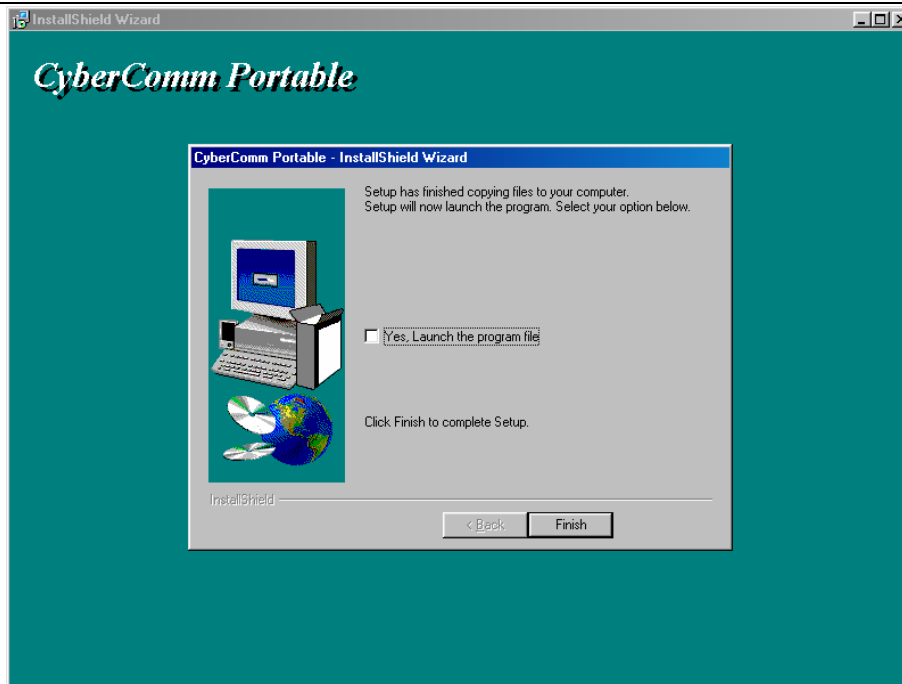 InstallShield Wizard
CyberComm Portable
CyberComm Portable - InstallShield Wizard
Setup has finished copying files to your computer.
Setup will now launch the program. Select your option below.
Yes, Launch the program file
Click Finish to complete Setup.
InstallShield
< Back
Finish